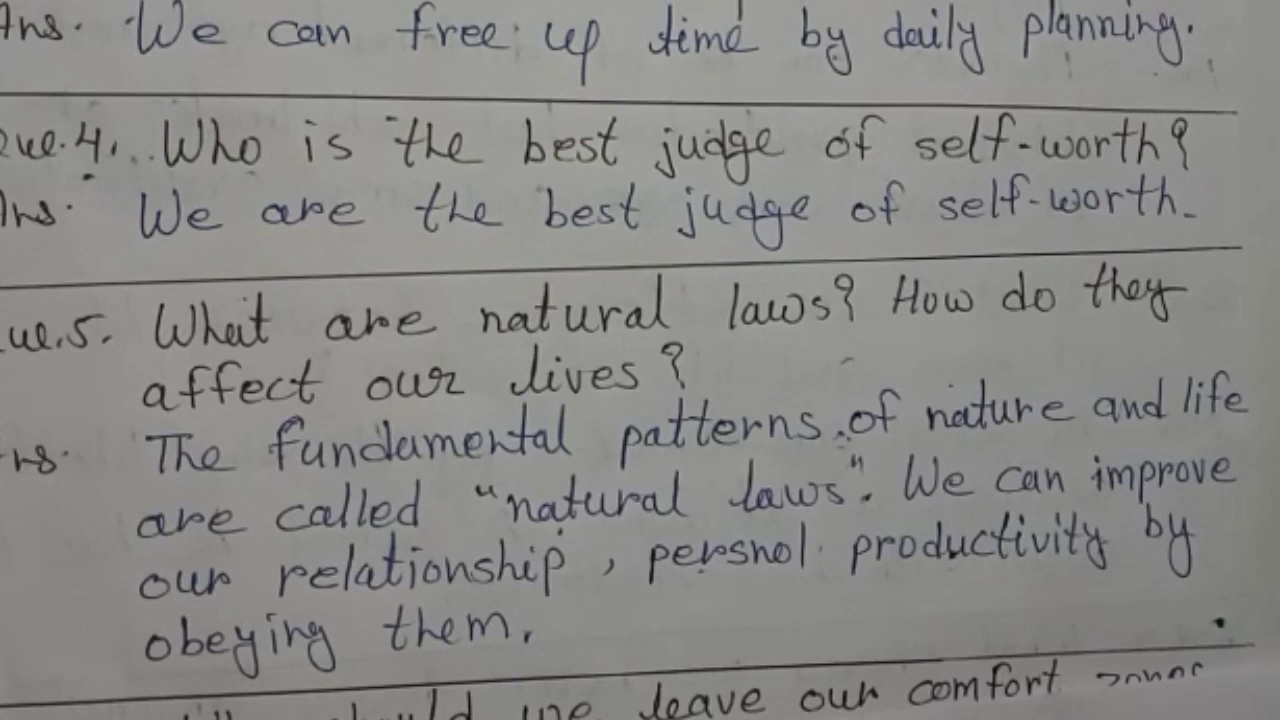 Ans. We can free up time by daily planning.
Que.4. Who is the best judge of self-worth?
Ans. We are the best judge of self-worth.
Que.5. What are natural laws? How do they
affect our lives?
Ans. The fundamental patterns of nature and life
are called "natural laws". We can improve
our relationship, persnol productivity by
obeying them.
we leave our comfort